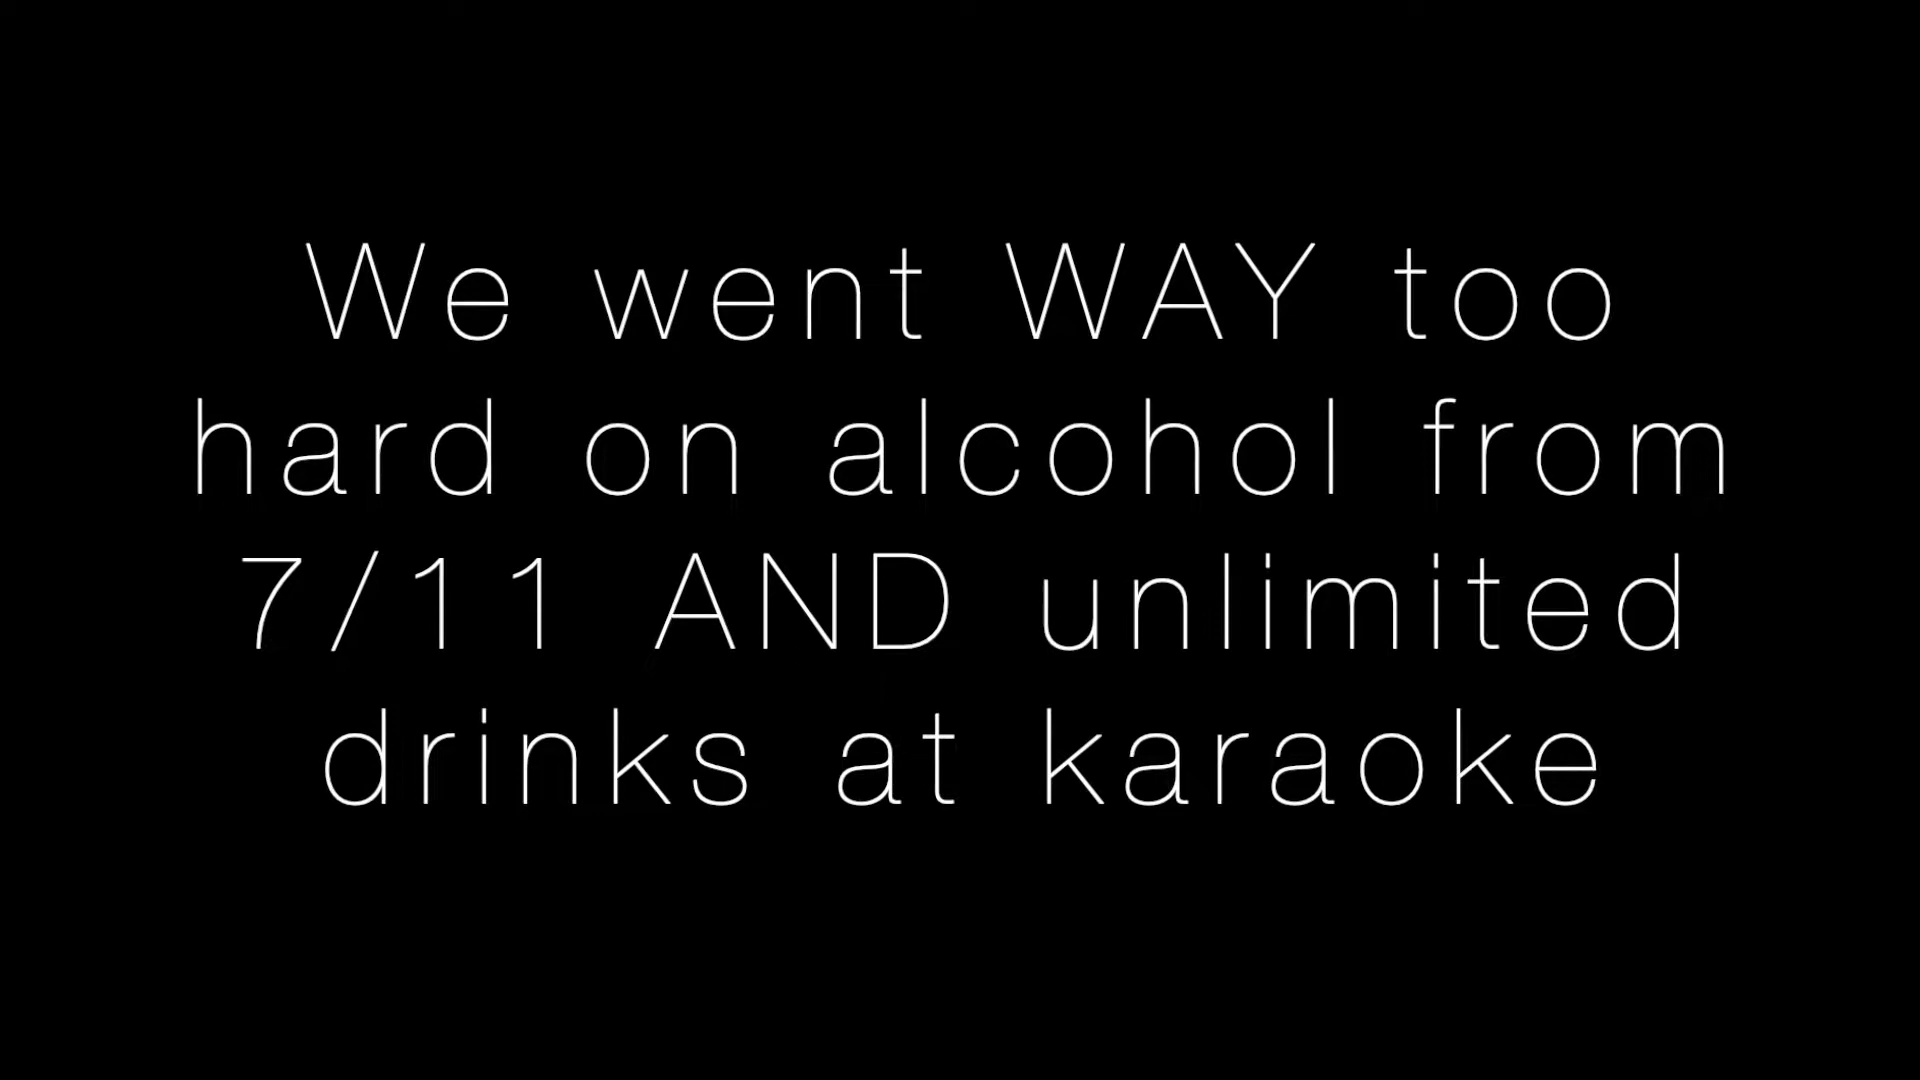 We went WAY too
hard on alcohol from
7/11 AND unlimited
drinks at karaoke